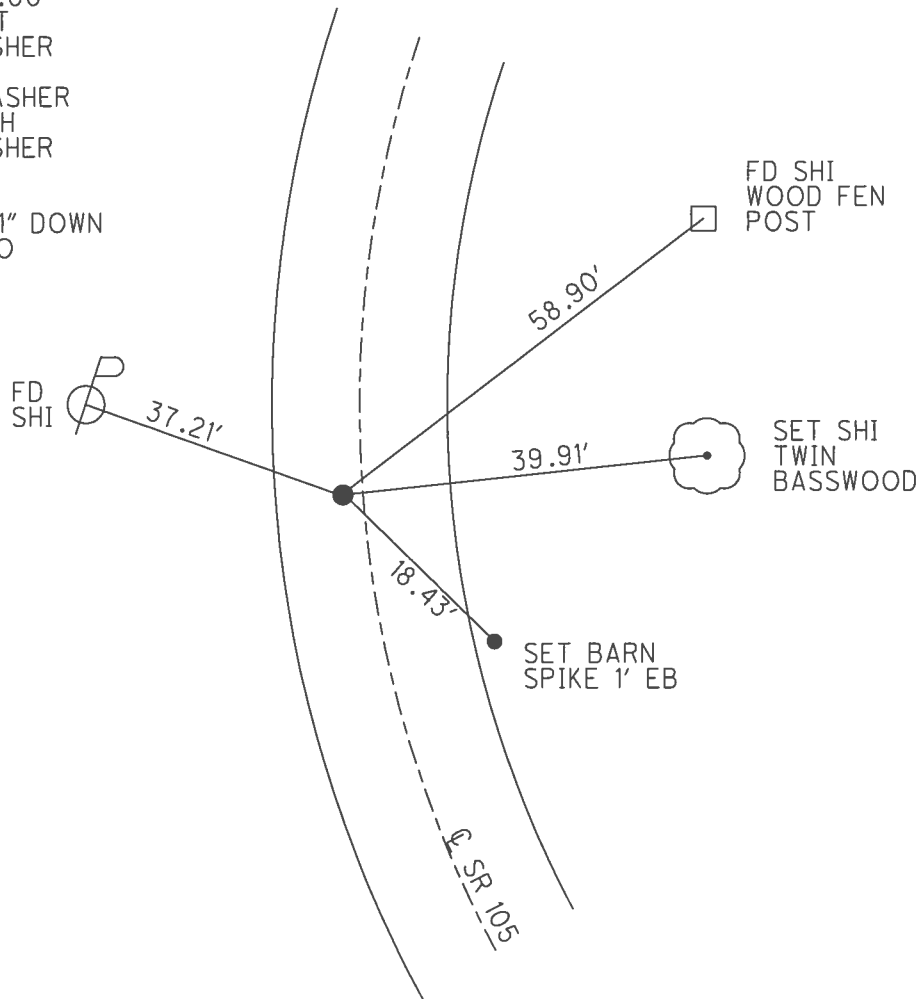 SHER
ASHER
H
SHER
1" DOWN
O
FD SHI
WOOD FEN
POST
58.90'
FD
SHI
37.21'
39.91'
SET SHI
TWIN
BASSWOOD
18.43'
SET BARN
SPIKE 1' EB
℄ SR 105